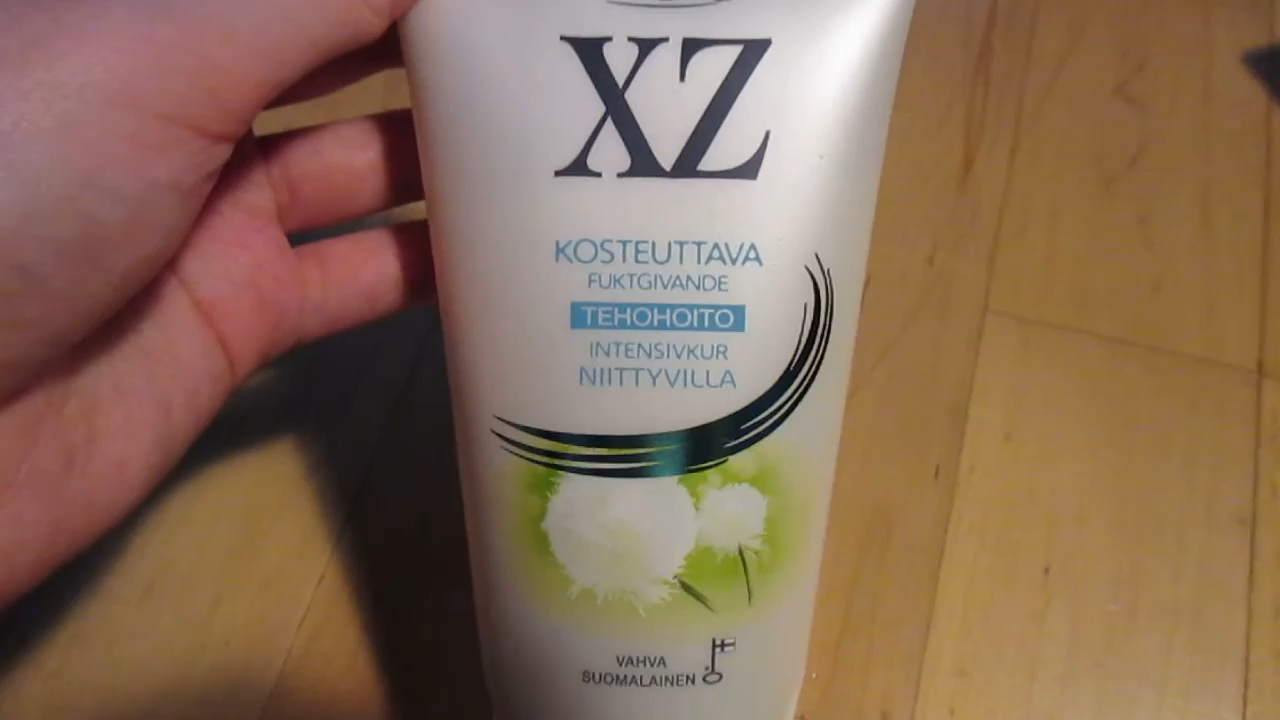 XZ
KOSTEUTTAVA
FUKTGIVANDE
TEHOHOITO
INTENSIVKUR
NIITTYVILLA
VAHVA
SUOMALAINEN